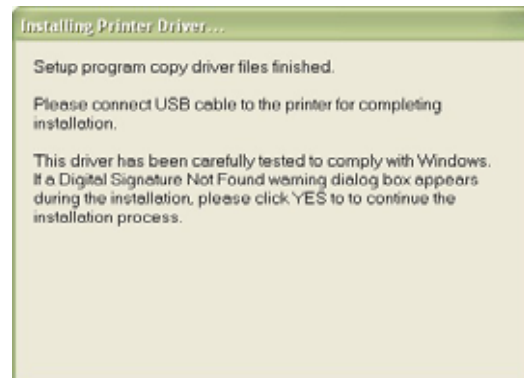 Installing Printer Driver...
Setup program copy driver files finished.
Please connect USB cable to the printer for completing
installation.
This driver has been carefully tested to comply with Windows.
If a Digital Signature Not Found warning dialog box appears
during the installation, please click YES to to continue the
installation process.